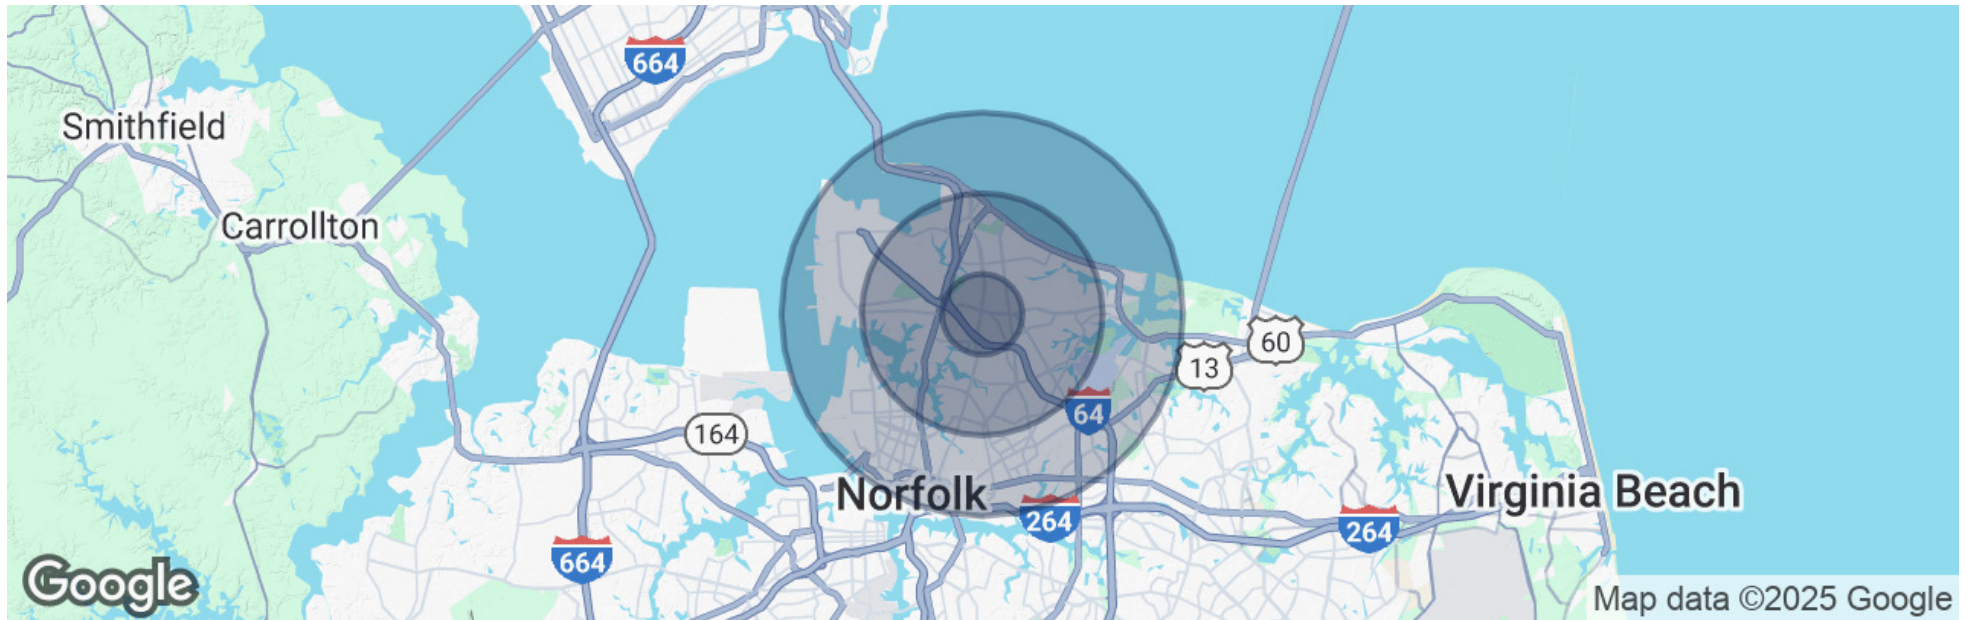 664
Smithfield
Carrollton
60
13
64
164
Norfolk
Virginia Beach
264
264
664
Google
Map data ©2025 Google